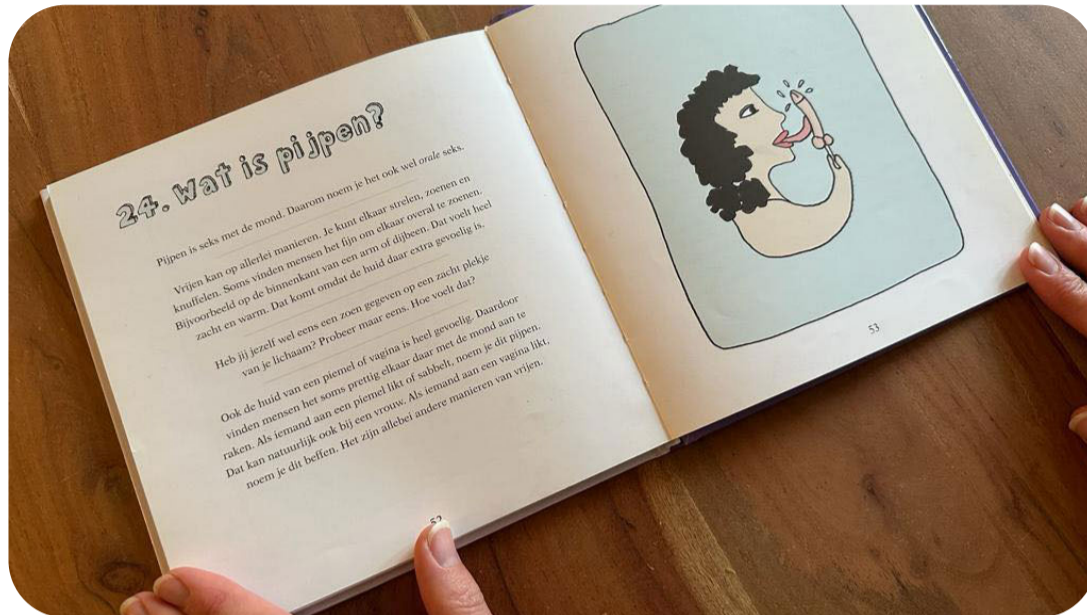 24. Wat is pijpen?
Pijpen is seks met de mond. Daarom noem je het ook wel orale seks.
Vrijen kan op allerlei manieren. Je kunt elkaar strelen, zoenen en
knuffelen. Soms vinden mensen het fijn om elkaar overal te zoenen.
Bijvoorbeeld op de binnenkant van een arm of dijbeen. Dat voelt heel
zacht en warm. Dat komt omdat de huid daar extra gevoelig is.
Heb jij jezelf wel eens een zoen gegeven op een zacht plekje
van je lichaam? Probeer maar eens. Hoe voelt dat?
Ook de huid van een piemel of vagina is heel gevoelig. Daardoor
vinden mensen het soms prettig elkaar daar met de mond aan te
raken. Als iemand aan een piemel likt of sabbelt, noem je dit pijpen.
Dat kan natuurlijk ook bij een vrouw. Als iemand aan een vagina likt,
noem je dit beffen. Het zijn allebei andere manieren van vrijen.
52
53